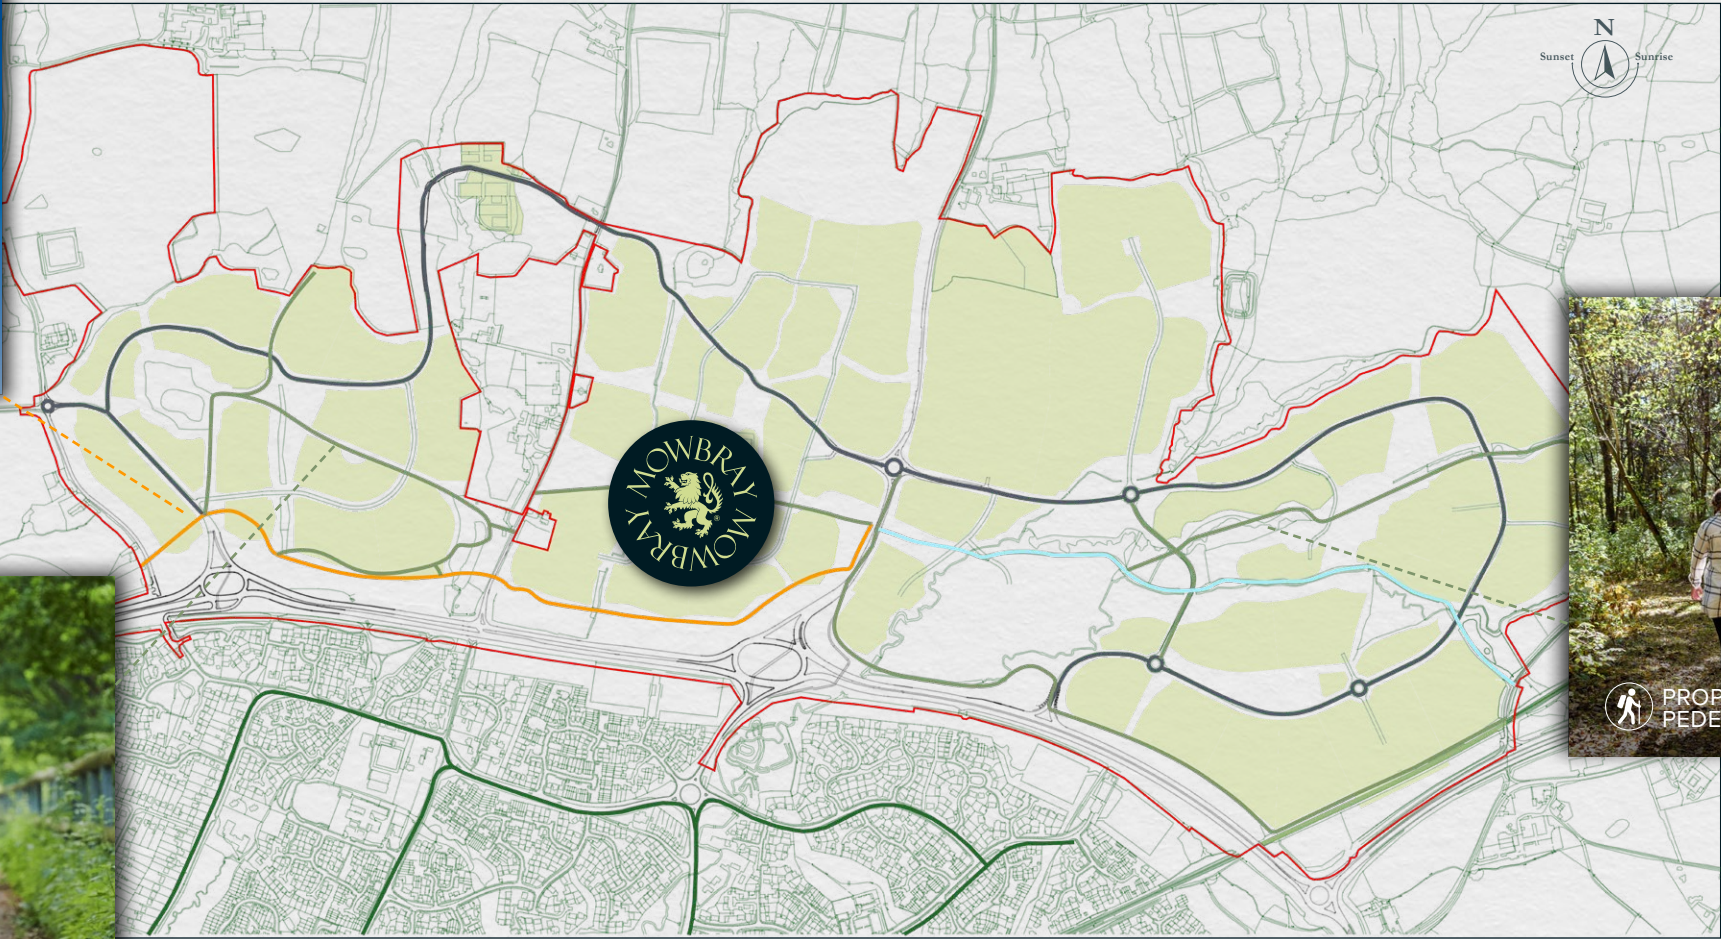 N
Sunset
Sunrise
MOWBRAY
MOWBRAY
PROP
PEDE